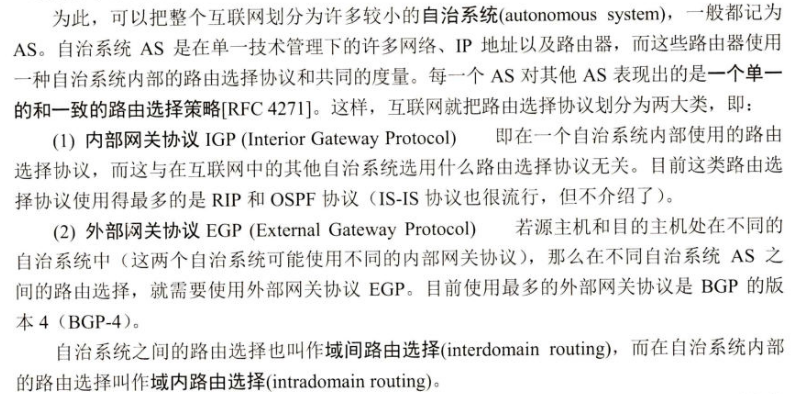 为此，可以把整个互联网划分为许多较小的自治系统(autonomous system)，一般都记为
AS。自治系统 AS 是在单一技术管理下的许多网络、IP 地址以及路由器，而这些路由器使用
一种自治系统内部的路由选择协议和共同的度量。每一个 AS 对其他 AS 表现出的是一个单一
的和一致的路由选择策略[RFC 4271]。这样，互联网就把路由选择协议划分为两大类，即：
(1) 内部网关协议 IGP (Interior Gateway Protocol) 即在一个自治系统内部使用的路由
选择协议，而这与在互联网中的其他自治系统选用什么路由选择协议无关。目前这类路由选
择协议使用得最多的是 RIP 和 OSPF 协议（IS-IS 协议也很流行，但不介绍了）。
(2) 外部网关协议 EGP (External Gateway Protocol) 若源主机和目的主机处在不同的
自治系统中（这两个自治系统可能使用不同的内部网关协议），那么在不同自治系统 AS 之
间的路由选择，就需要使用外部网关协议 EGP。目前使用最多的外部网关协议是 BGP 的版
本 4（BGP-4）。
自治系统之间的路由选择也叫作域间路由选择(interdomain routing)，而在自治系统内部
的路由选择叫作域内路由选择(intradomain routing)。